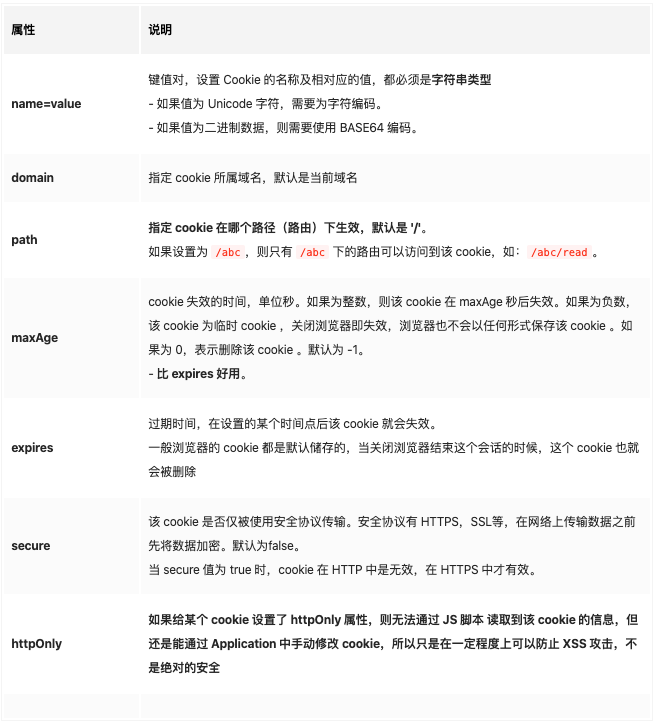 属性 说明
键值对，设置 Cookie 的名称及相对应的值，都必须是字符串类型
name=value - 如果值为 Unicode 字符，需要为字符编码。
- 如果值为二进制数据，则需要使用 BASE64 编码。
domain 指定 cookie 所属域名，默认是当前域名
指定 cookie 在哪个路径（路由）下生效，默认是 '/'。
path
如果设置为 /abc，则只有 /abc 下的路由可以访问到该 cookie，如：/abc/read。
cookie 失效的时间，单位秒。如果为整数，则该 cookie 在 maxAge 秒后失效。如果为负数，
该 cookie 为临时 cookie ，关闭浏览器即失效，浏览器也不会以任何形式保存该 cookie 。如
maxAge
果为 0，表示删除该 cookie 。默认为 -1。
- 比 expires 好用。
过期时间，在设置的某个时间点后该 cookie 就会失效。
expires 一般浏览器的 cookie 都是默认储存的，当关闭浏览器结束这个会话的时候，这个 cookie 也就
会被删除
该 cookie 是否仅被使用安全协议传输。安全协议有 HTTPS，SSL等，在网络上传输数据之前
secure 先将数据加密。默认为false。
当 secure 值为 true 时，cookie 在 HTTP 中是无效，在 HTTPS 中才有效。
如果给某个 cookie 设置了 httpOnly 属性，则无法通过 JS 脚本 读取到该 cookie 的信息，但
httpOnly 还是能通过 Application 中手动修改 cookie，所以只是在一定程度上可以防止 XSS 攻击，不
是绝对的安全